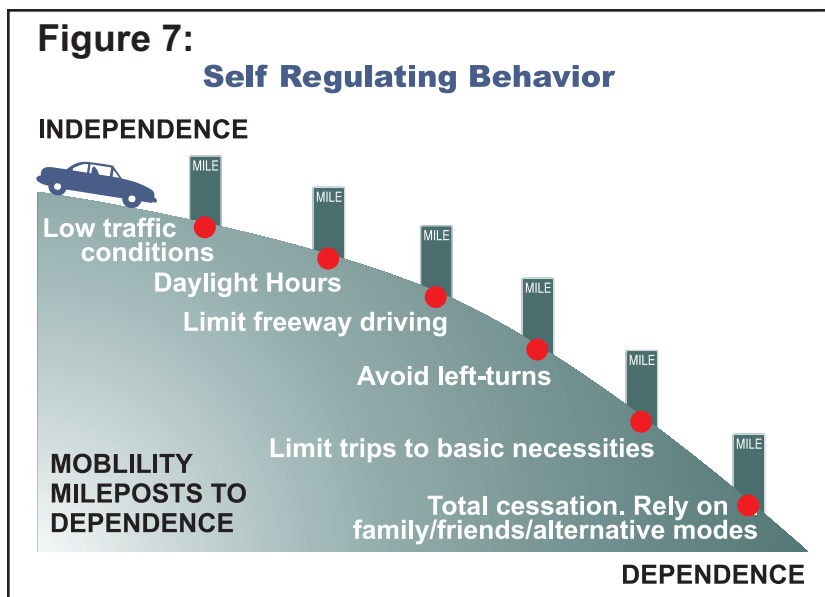 Figure 7:
Self Regulating Behavior
INDEPENDENCE
MILE
MILE
MILE
MILE
MILE
MILE
Low traffic
conditions
Daylight Hours
Limit freeway driving
Avoid left-turns
Limit trips to basic necessities
Total cessation. Rely on
family/friends/alternative modes
MOBLILITY
MILEPOSTS TO
DEPENDENCE
DEPENDENCE